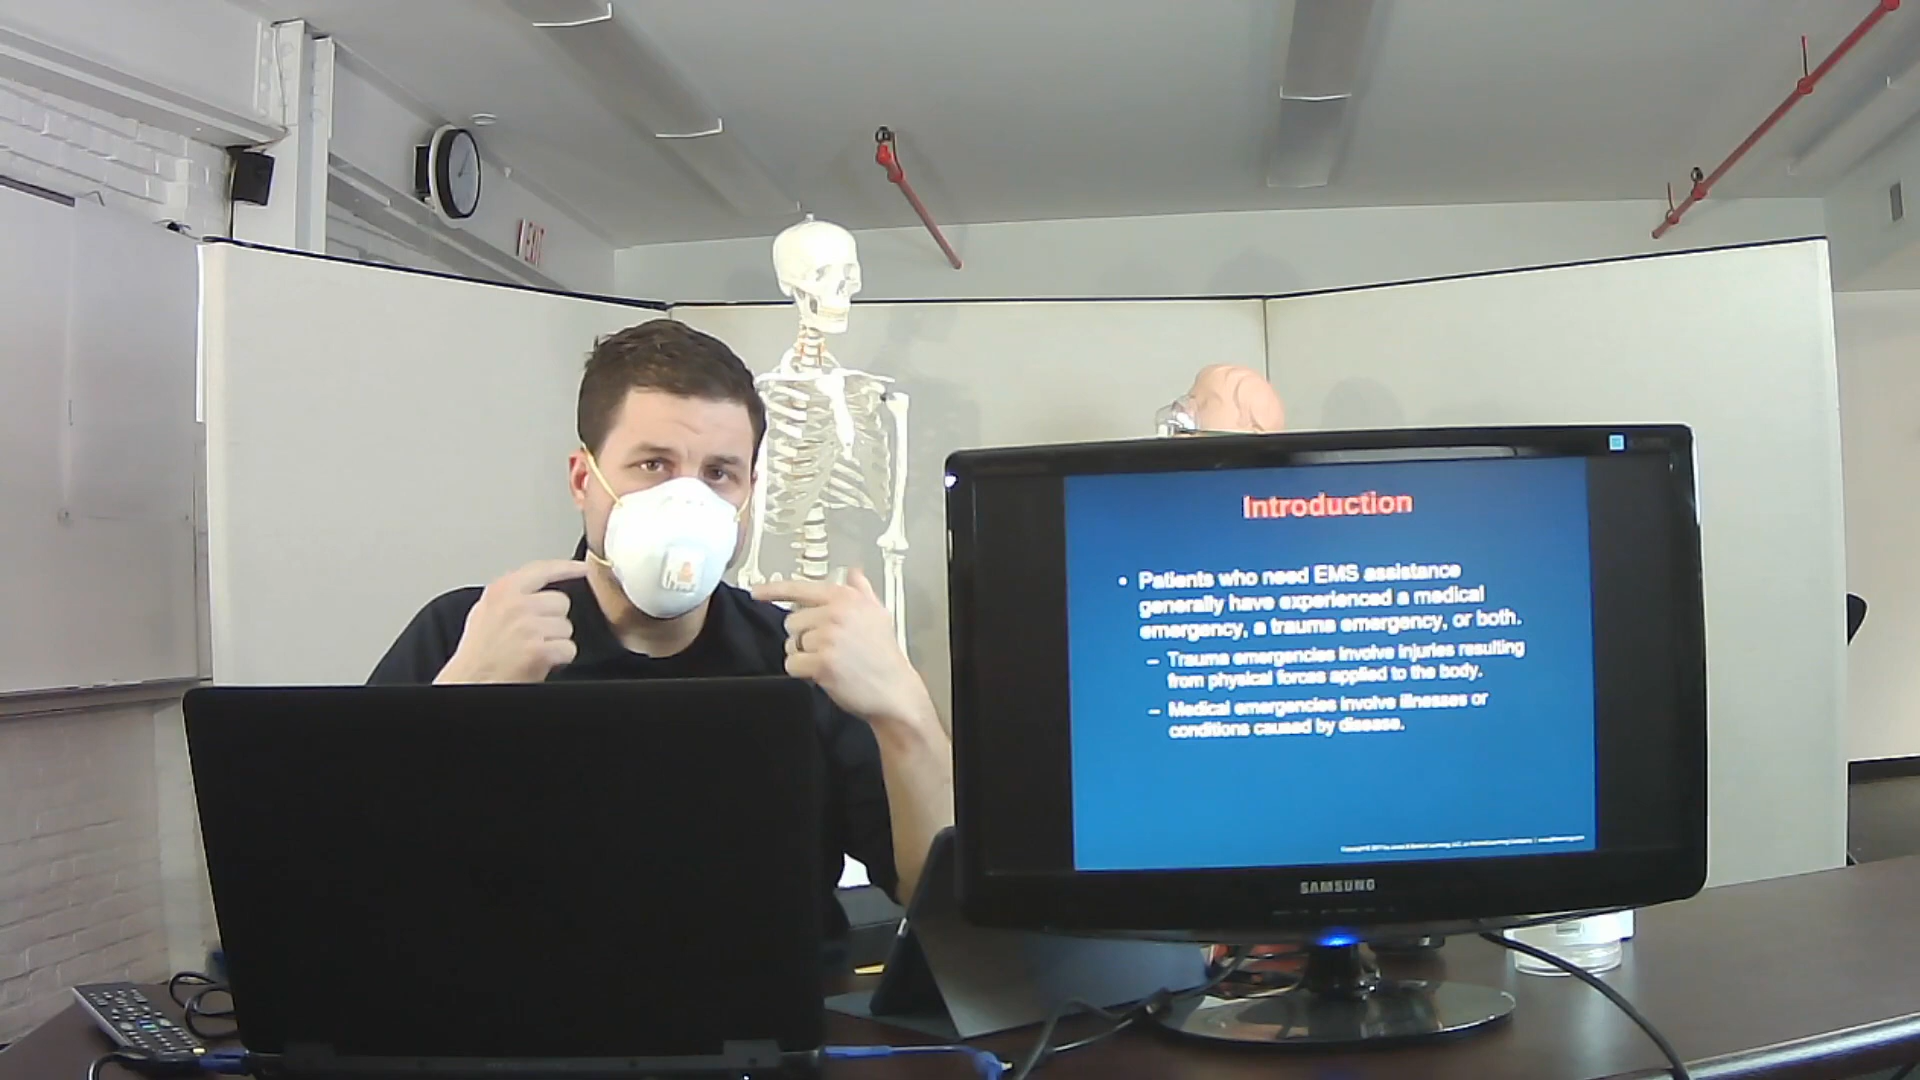 EXIT
Introduction
• Patients who need EMS assistance
generally have experienced a medical
emergency, a trauma emergency, or both.
– Trauma emergencies involve injuries resulting
from physical forces applied to the body.
– Medical emergencies involve illnesses or
conditions caused by disease.
SAMSUNG